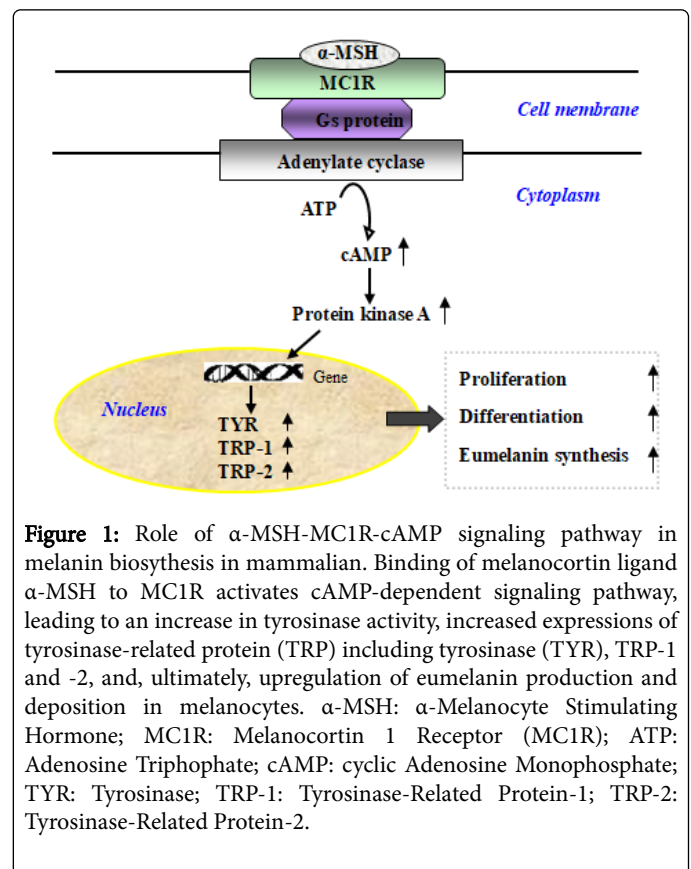 α-MSH
MC1R
Cell membrane
Gs protein
Adenylate cyclase
Cytoplasm
ATP
cAMP
Protein kinase A
Gene
Nucleus
TYR
TRP-1
TRP-2
Proliferation
Differentiation
Eumelanin synthesis
Figure 1: Role of α-MSH-MC1R-cAMP signaling pathway in
melanin biosythesis in mammalian. Binding of melanocortin ligand
α-MSH to MC1R activates cAMP-dependent signaling pathway,
leading to an increase in tyrosinase activity, increased expressions of
tyrosinase-related protein (TRP) including tyrosinase (TYR), TRP-1
and -2, and, ultimately, upregulation of eumelanin production and
deposition in melanocytes. α-MSH: α-Melanocyte Stimulating
Hormone; MC1R: Melanocortin 1 Receptor (MC1R); ATP:
Adenosine Triphophate; cAMP: cyclic Adenosine Monophosphate;
TYR: Tyrosinase; TRP-1: Tyrosinase-Related Protein-1; TRP-2:
Tyrosinase-Related Protein-2.